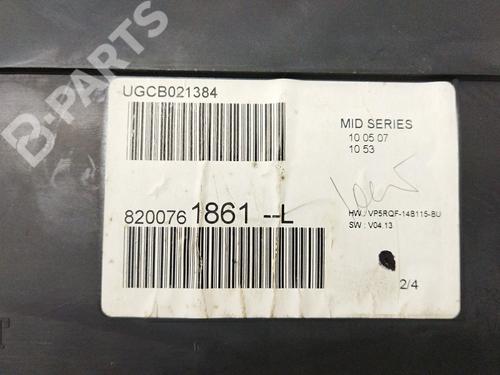 B-PARTS
UGCB021384
MID SERIES
10 05 07
10 53
820076 1861 --L
HW : VP5RQF-14B115-BU
SW : V04.13
2/4
B-PARTS